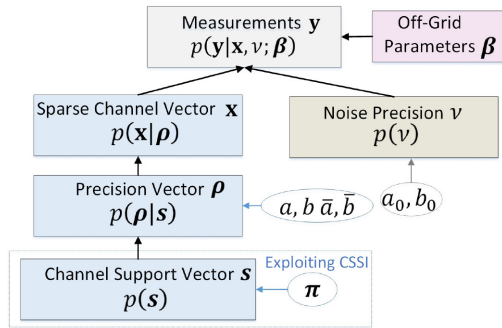 Measurements y
p(y|x, ν; β)
Off-Grid
Parameters β
Sparse Channel Vector x
p(x|ρ)
Noise Precision ν
p(ν)
Precision Vector ρ
p(ρ|s)
a, b ā, b̄
a₀, b₀
Exploiting CSSI
Channel Support Vector s
p(s)
π